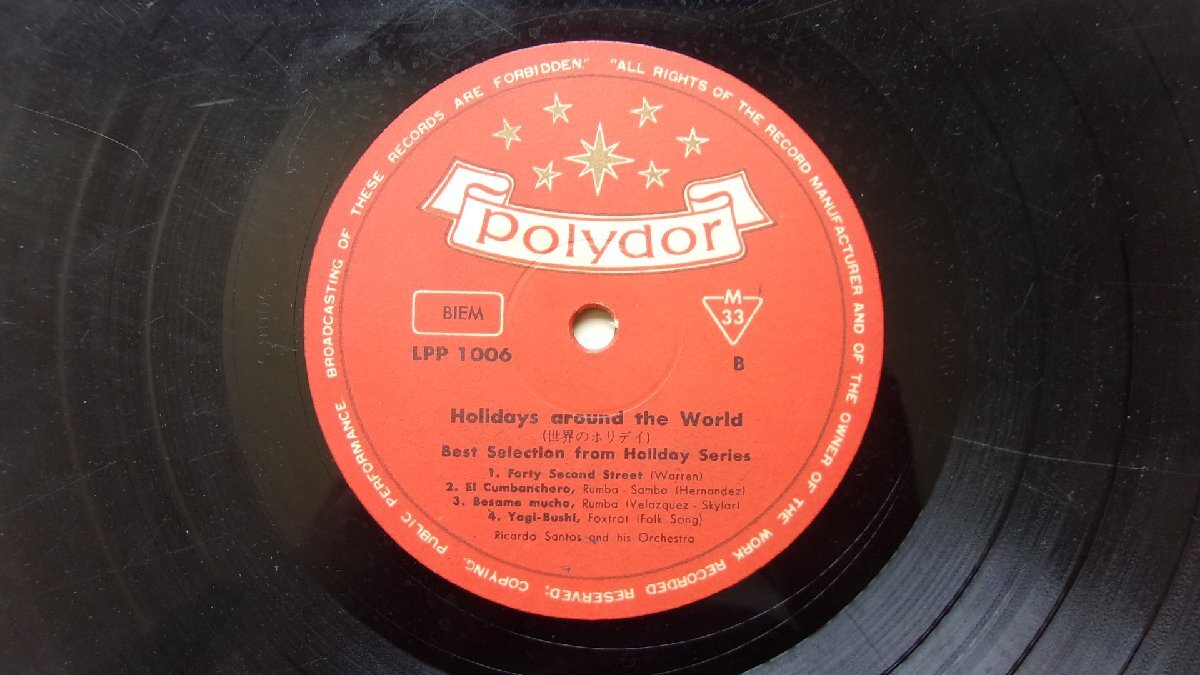 BROADCASTING OF THESE RECORDS ARE FORBIDDEN." "ALL RIGHTS OF THE RECORD MANUFACTURER AND OF THE OWNER OF THE WORK RECORDED RESERVED; COPYING, PUBLIC PERFORMANCE,
polydor
BIEM
M
33
LPP 1006
B
Holidays around the World
(世界のホリデイ)
Best Selection from Holiday Series
1. Forty Second Street (Warren)
2. El Cumbanchero, Rumba - Samba (Hernandez)
3. Besame mucho, Rumba (Velazquez - Skylar)
4. Yagi-Bushi, Foxtrot (Folk Song)
Ricardo Santos and his Orchestra